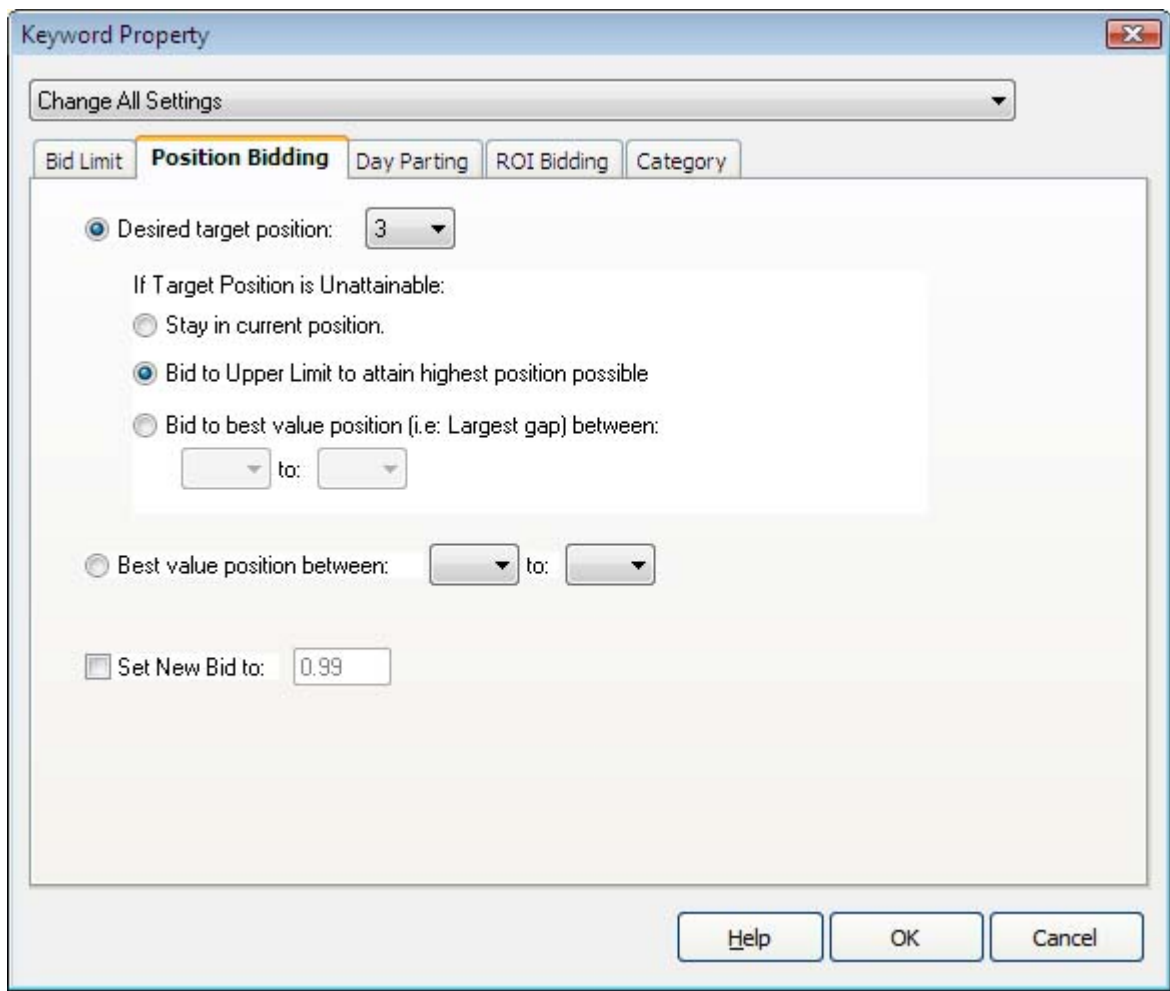 Keyword Property
Change All Settings
Bid Limit Position Bidding Day Parting ROI Bidding Category
Desired target position: 3
If Target Position is Unattainable:
Stay in current position.
Bid to Upper Limit to attain highest position possible
Bid to best value position (i.e: Largest gap) between:
to:
Best value position between: to:
Set New Bid to: 0.99
Help OK Cancel